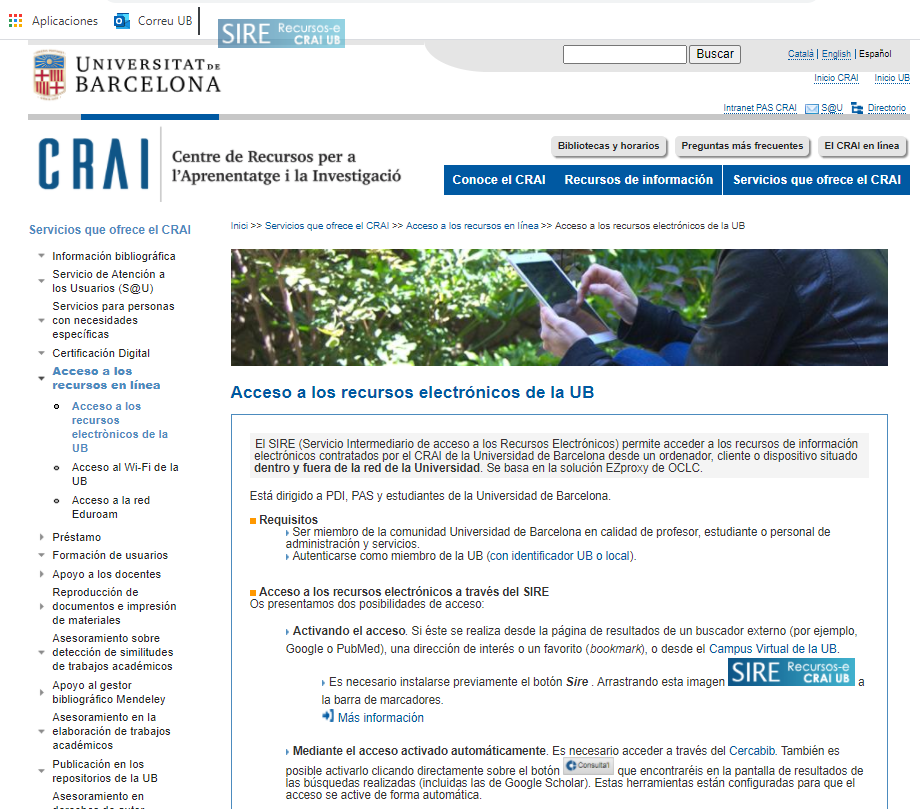 Aplicaciones
Correu UB
SIRE Recursos-e CRAI UB
UNIVERSITAT DE
BARCELONA
Buscar
Català | English | Español
Inicio CRAI Inicio UB
Intranet PAS CRAI S@U Directorio
CRAI
Centre de Recursos per a
l'Aprenentatge i la Investigació
Bibliotecas y horarios
Preguntas más frecuentes
El CRAI en línea
Conoce el CRAI
Recursos de información
Servicios que ofrece el CRAI
Servicios que ofrece el CRAI
Información bibliográfica
Servicio de Atención a
los Usuarios (S@U)
Servicios para personas
con necesidades
específicas
Certificación Digital
Acceso a los
recursos en línea
Acceso a los
recursos
electrònicos de la
UB
Acceso al Wi-Fi de la
UB
Acceso a la red
Eduroam
Préstamo
Formación de usuarios
Apoyo a los docentes
Reproducción de
documentos e impresión
de materiales
Asesoramiento sobre
detección de similitudes
de trabajos académicos
Apoyo al gestor
bibliográfico Mendeley
Asesoramiento en la
elaboración de trabajos
académicos
Publicación en los
repositorios de la UB
Asesoramiento en
derechos de autor
Inici >> Servicios que ofrece el CRAI >> Acceso a los recursos en línea >> Acceso a los recursos electrónicos de la UB
Acceso a los recursos electrónicos de la UB
El SIRE (Servicio Intermediario de acceso a los Recursos Electrónicos) permite acceder a los recursos de información
electrónicos contratados por el CRAI de la Universidad de Barcelona desde un ordenador, cliente o dispositivo situado
dentro y fuera de la red de la Universidad. Se basa en la solución EZproxy de OCLC.
Está dirigido a PDI, PAS y estudiantes de la Universidad de Barcelona.
Requisitos
Ser miembro de la comunidad Universidad de Barcelona en calidad de profesor, estudiante o personal de
administración y servicios.
Autenticarse como miembro de la UB (con identificador UB o local).
Acceso a los recursos electrónicos a través del SIRE
Os presentamos dos posibilidades de acceso:
Activando el acceso. Si éste se realiza desde la página de resultados de un buscador externo (por ejemplo,
Google o PubMed), una dirección de interés o un favorito (bookmark), o desde el Campus Virtual de la UB.
Es necesario instalarse previamente el botón Sire . Arrastrando esta imagen SIRE Recursos-e CRAI UB a
la barra de marcadores.
Más información
Mediante el acceso activado automáticamente. Es necesario acceder a través del Cercabib. También es
posible activarlo clicando directamente sobre el botón Consulta'l que encontraréis en la pantalla de resultados de
las búsquedas realizadas (incluidas las de Google Scholar). Estas herramientas están configuradas para que el
acceso se active de forma automática.